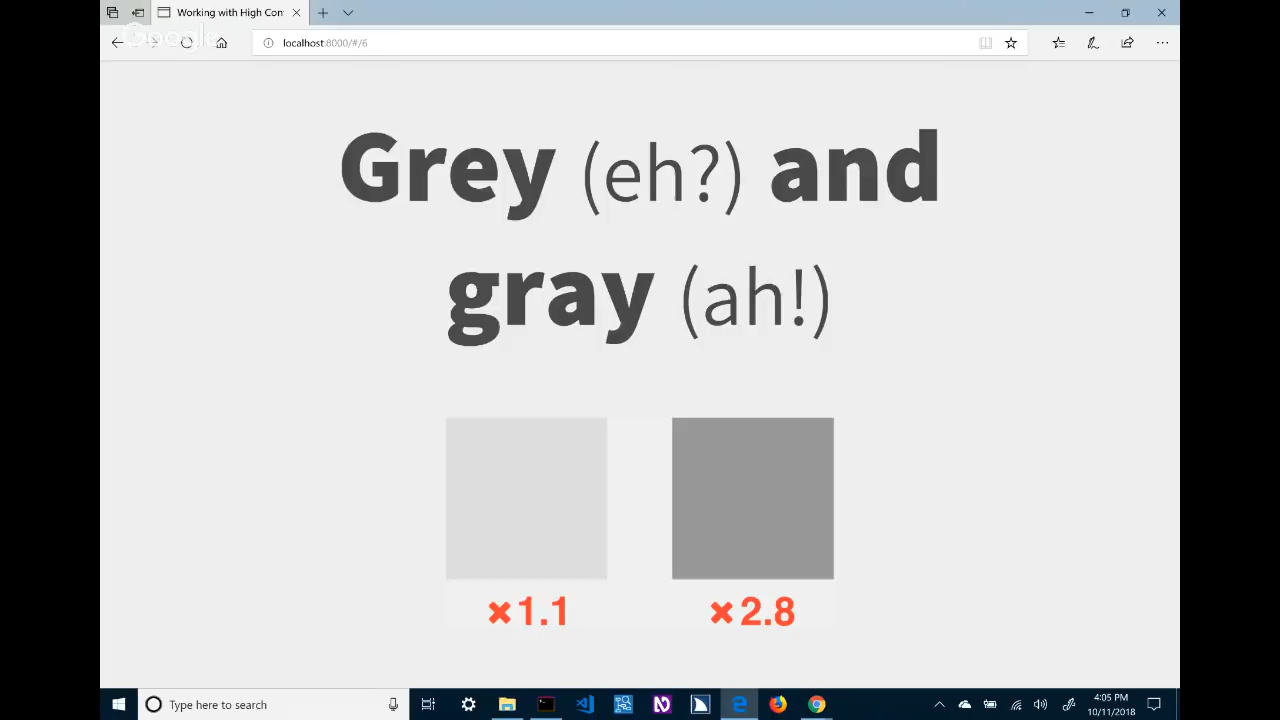 Working with High Con
Google
localhost:8000/#/6
Grey (eh?) and
gray (ah!)
×1.1
×2.8
Type here to search
4:05 PM
10/11/2018